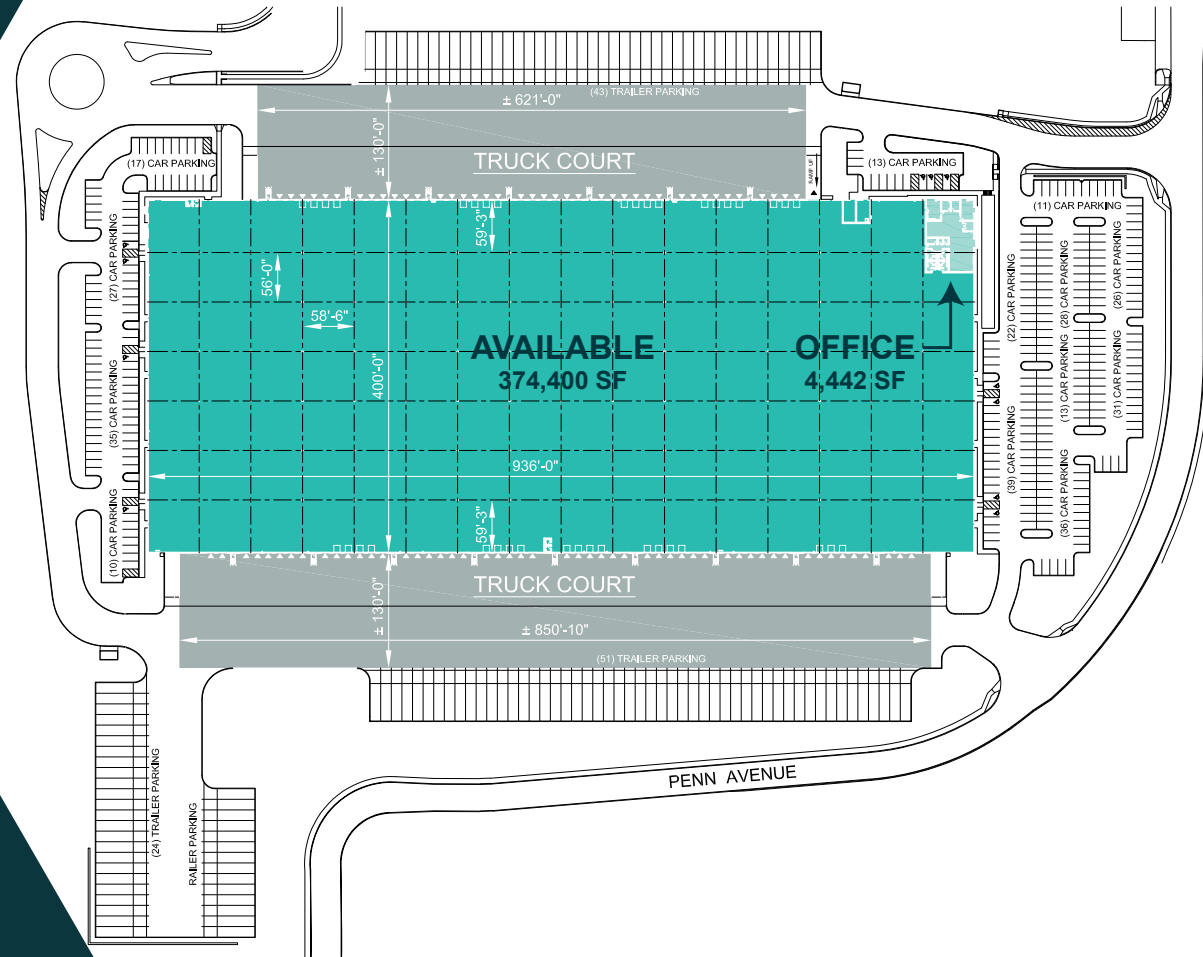 (43) TRAILER PARKING
± 621'-0"
± 130'-0"
TRUCK COURT
RAMP UP
(17) CAR PARKING
(13) CAR PARKING
(11) CAR PARKING
(27) CAR PARKING
59'-3"
56'-0"
58'-6"
400'-0"
AVAILABLE
374,400 SF
OFFICE
4,442 SF
(22) CAR PARKING
(28) CAR PARKING
(26) CAR PARKING
(35) CAR PARKING
(13) CAR PARKING
(31) CAR PARKING
936'-0"
(39) CAR PARKING
(36) CAR PARKING
(10) CAR PARKING
59'-3"
TRUCK COURT
± 130'-0"
± 850'-10"
(51) TRAILER PARKING
PENN AVENUE
(24) TRAILER PARKING
RAILER PARKING